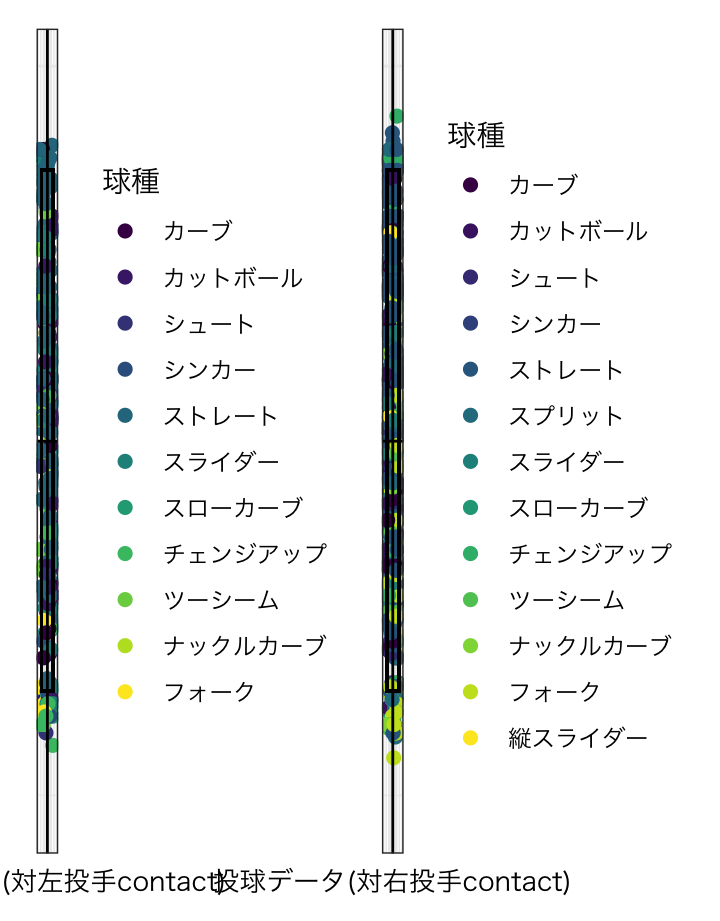 球種
カーブ
カットボール
シュート
シンカー
ストレート
スライダー
スローカーブ
チェンジアップ
ツーシーム
ナックルカーブ
フォーク
球種
カーブ
カットボール
シュート
シンカー
ストレート
スプリット
スライダー
スローカーブ
チェンジアップ
ツーシーム
ナックルカーブ
フォーク
縦スライダー
(対左投手contact)
投球データ(対右投手contact)